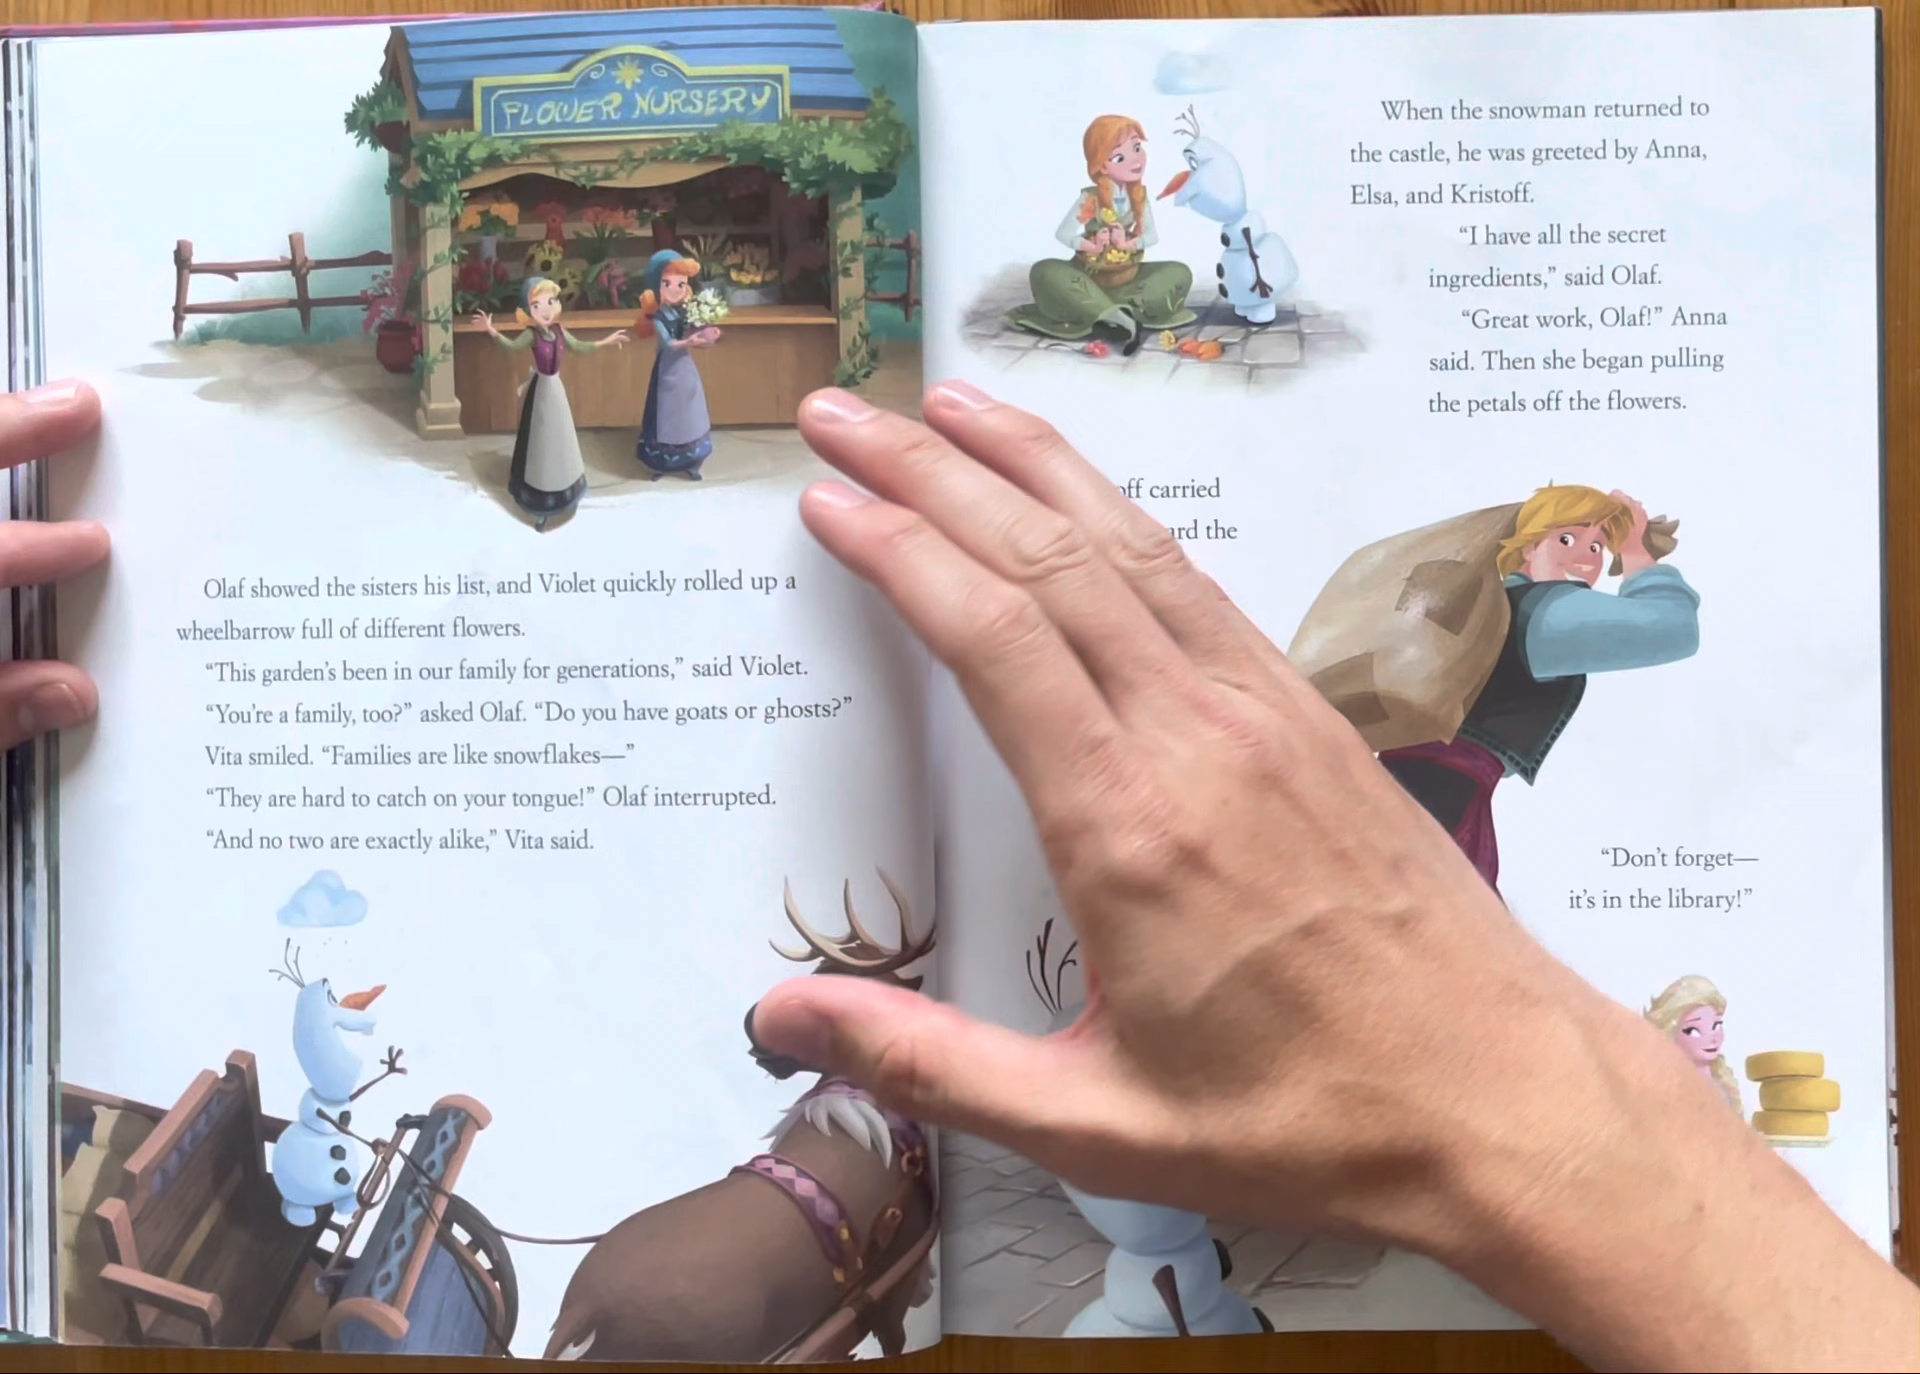 FLOWER NURSERY
Olaf showed the sisters his list, and Violet quickly rolled up a
wheelbarrow full of different flowers.
“This garden’s been in our family for generations,” said Violet.
“You’re a family, too?” asked Olaf. “Do you have goats or ghosts?”
Vita smiled. “Families are like snowflakes—”
“They are hard to catch on your tongue!” Olaf interrupted.
“And no two are exactly alike,” Vita said.
When the snowman returned to
the castle, he was greeted by Anna,
Elsa, and Kristoff.
“I have all the secret
ingredients,” said Olaf.
“Great work, Olaf!” Anna
said. Then she began pulling
the petals off the flowers.
carried
the
“Don’t forget—
it’s in the library!”